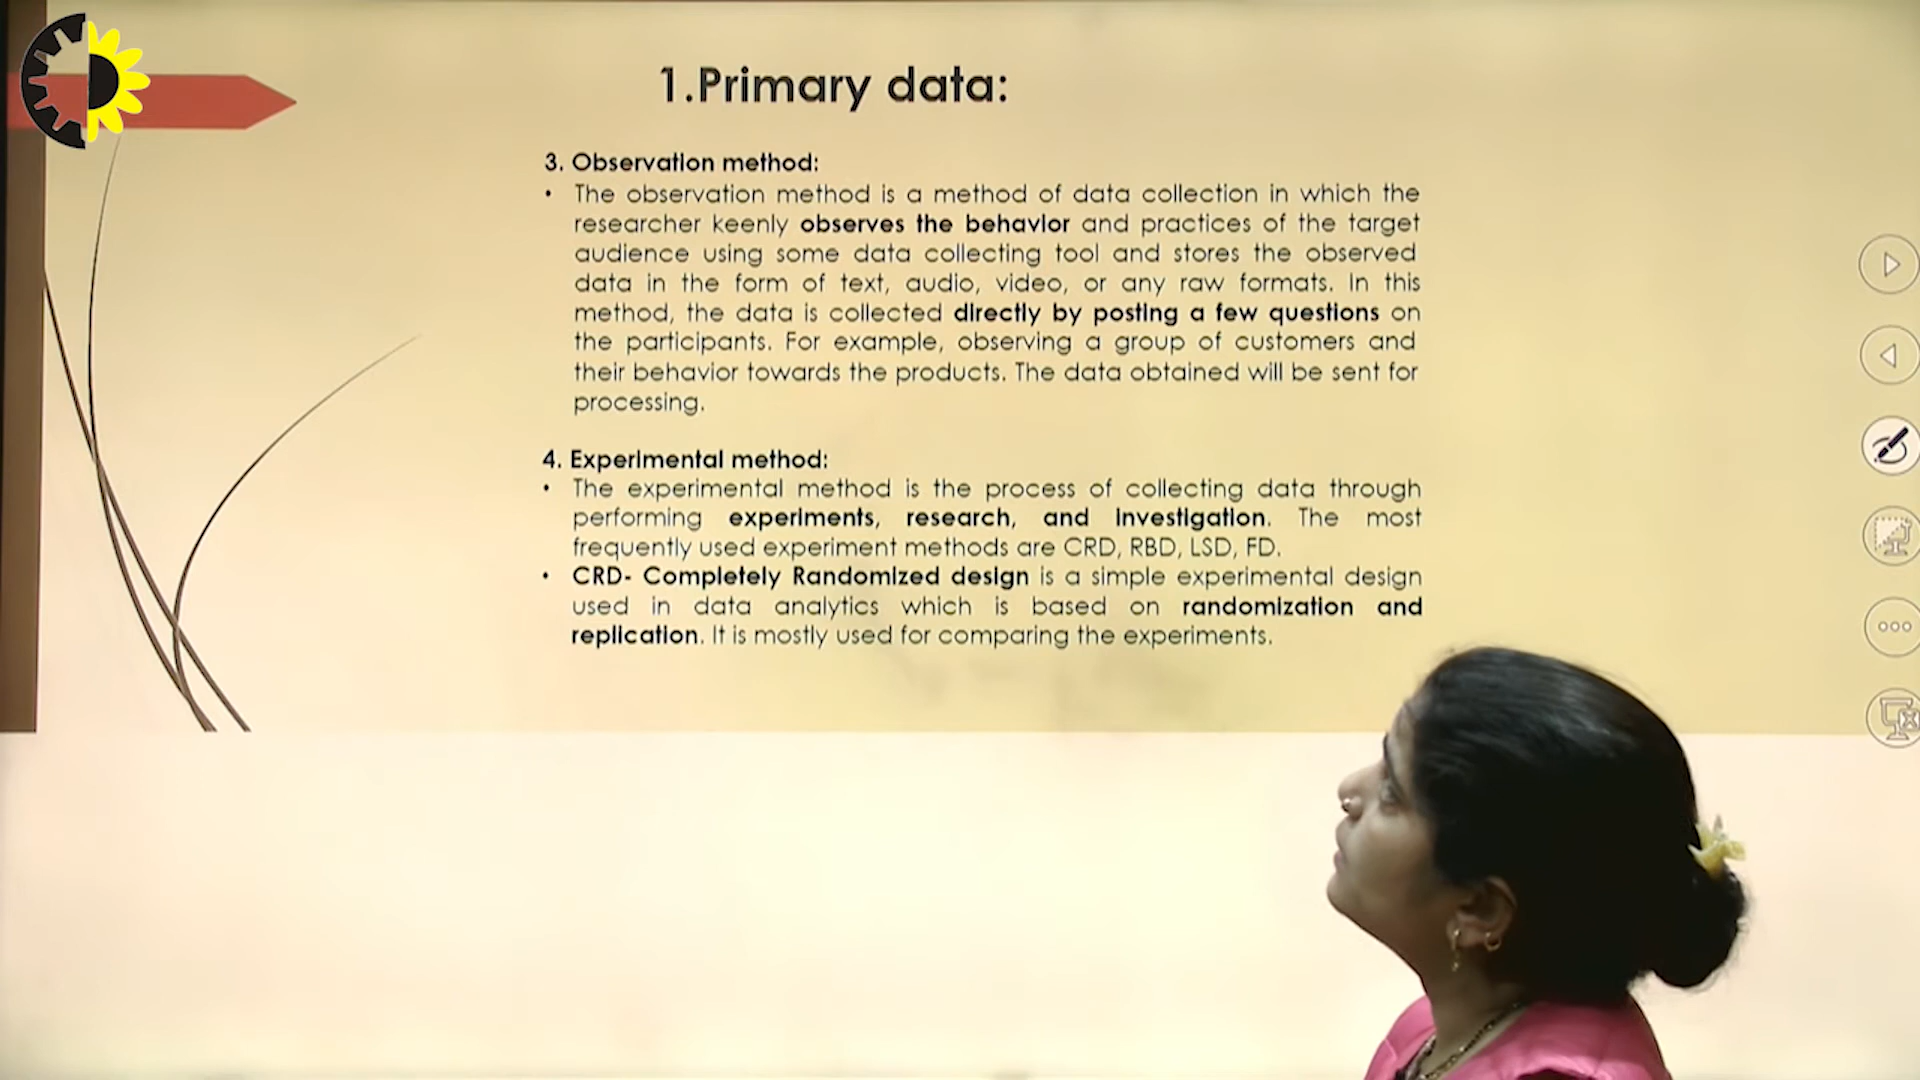 1.Primary data:
3. Observation method:
• The observation method is a method of data collection in which the
researcher keenly observes the behavior and practices of the target
audience using some data collecting tool and stores the observed
data in the form of text, audio, video, or any raw formats. In this
method, the data is collected directly by posting a few questions on
the participants. For example, observing a group of customers and
their behavior towards the products. The data obtained will be sent for
processing.
4. Experimental method:
• The experimental method is the process of collecting data through
performing experiments, research, and investigation. The most
frequently used experiment methods are CRD, RBD, LSD, FD.
• CRD- Completely Randomized design is a simple experimental design
used in data analytics which is based on randomization and
replication. It is mostly used for comparing the experiments.